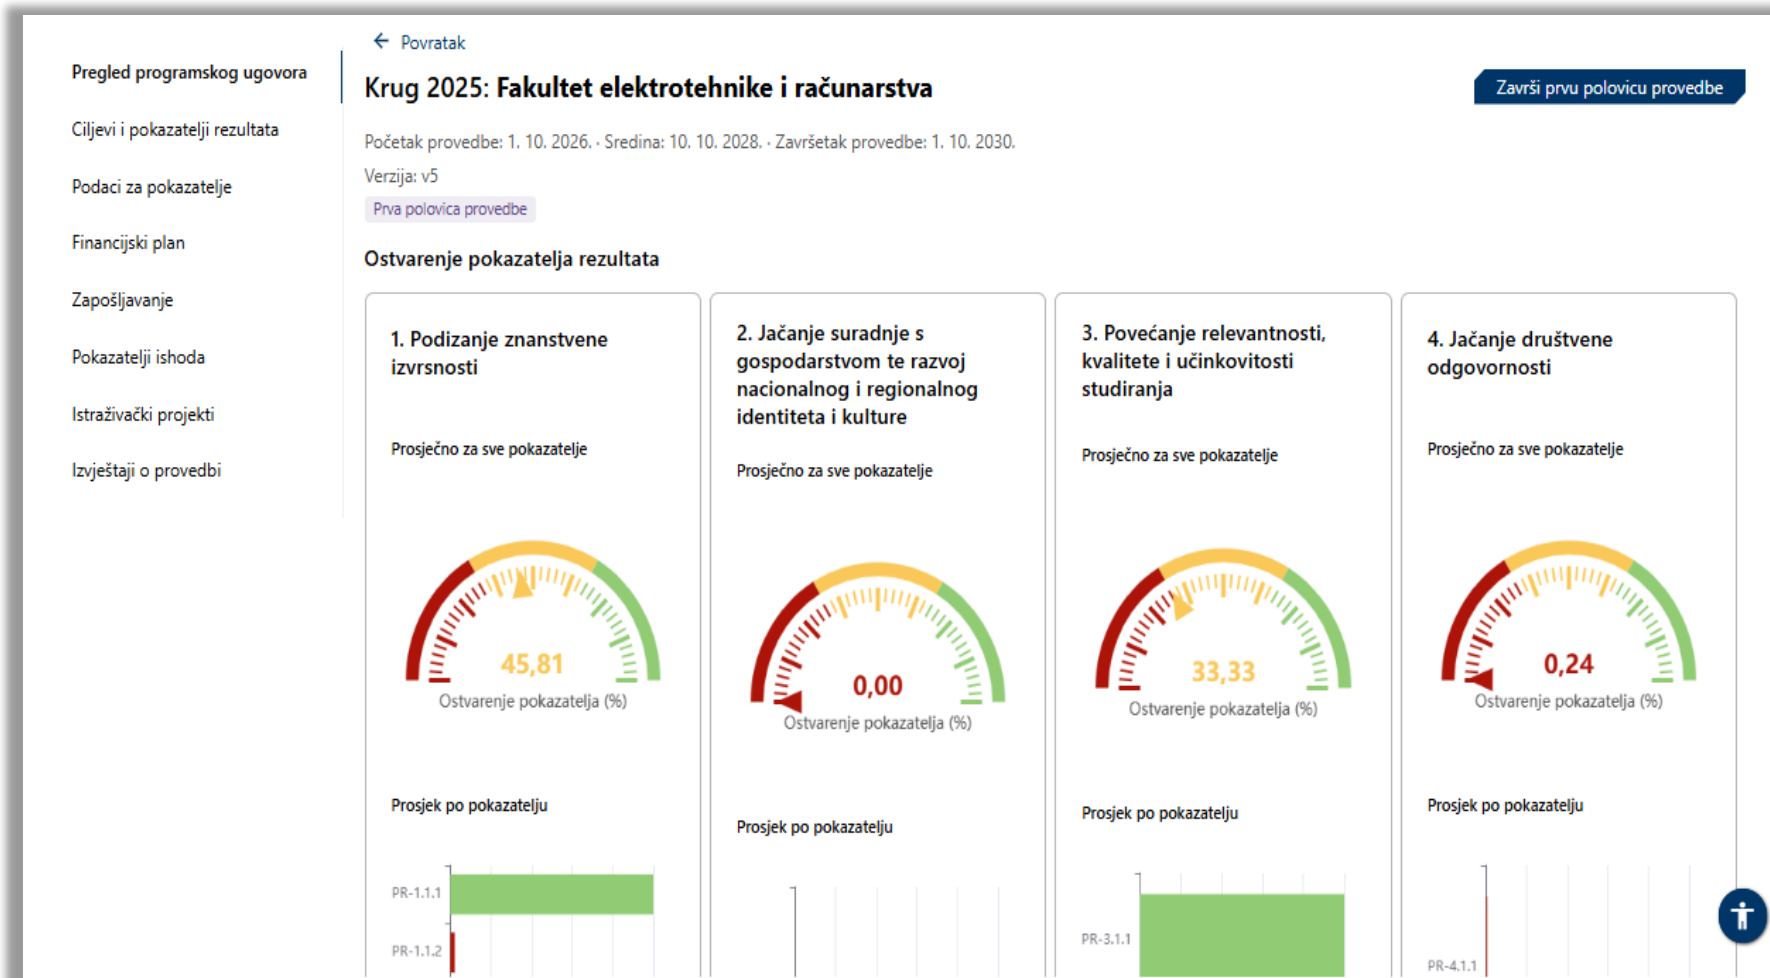 Povratak
Pregled programskog ugovora
Ciljevi i pokazatelji rezultata
Podaci za pokazatelje
Financijski plan
Zapošljavanje
Pokazatelji ishoda
Istraživački projekti
Izvještaji o provedbi
Krug 2025: Fakultet elektrotehnike i računarstva
Završi prvu polovicu provedbe
Početak provedbe: 1. 10. 2026. · Sredina: 10. 10. 2028. · Završetak provedbe: 1. 10. 2030.
Verzija: v5
Prva polovica provedbe
Ostvarenje pokazatelja rezultata
1. Podizanje znanstvene
izvrsnosti
Prosječno za sve pokazatelje
45,81
Ostvarenje pokazatelja (%)
Prosjek po pokazatelju
PR-1.1.1
PR-1.1.2
2. Jačanje suradnje s
gospodarstvom te razvoj
nacionalnog i regionalnog
identiteta i kulture
Prosječno za sve pokazatelje
0,00
Ostvarenje pokazatelja (%)
Prosjek po pokazatelju
3. Povećanje relevantnosti,
kvalitete i učinkovitosti
studiranja
Prosječno za sve pokazatelje
33,33
Ostvarenje pokazatelja (%)
Prosjek po pokazatelju
PR-3.1.1
4. Jačanje društvene
odgovornosti
Prosječno za sve pokazatelje
0,24
Ostvarenje pokazatelja (%)
Prosjek po pokazatelju
PR-4.1.1